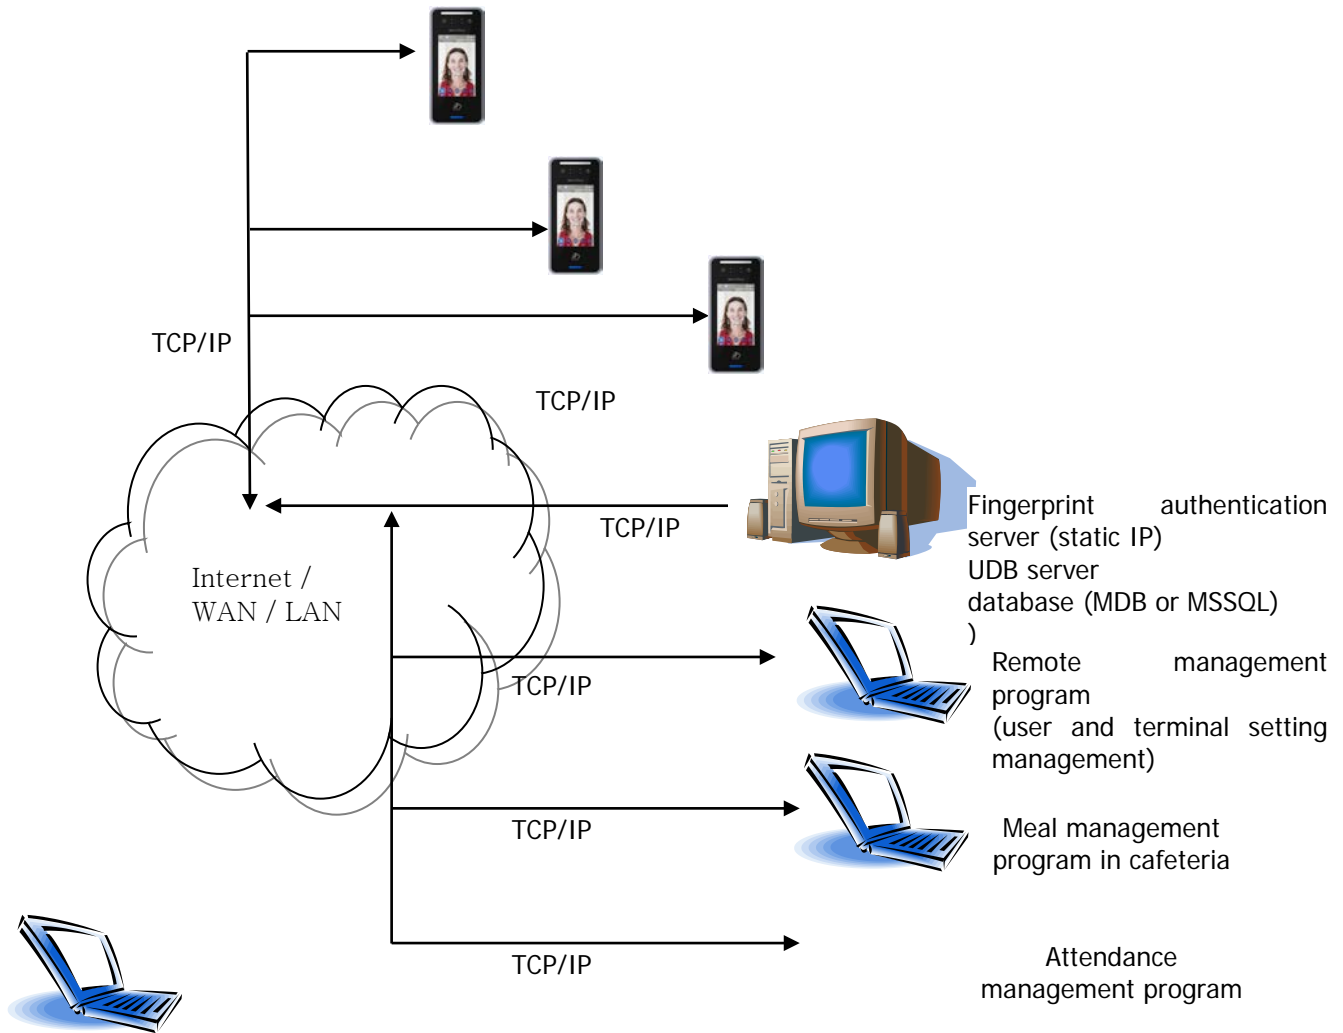 TCP/IP
TCP/IP
TCP/IP
Fingerprint authentication
server (static IP)
UDB server
database (MDB or MSSQL)
)
Internet /
WAN / LAN
TCP/IP
Remote management
program
(user and terminal setting
management)
TCP/IP
Meal management
program in cafeteria
TCP/IP
Attendance
management program